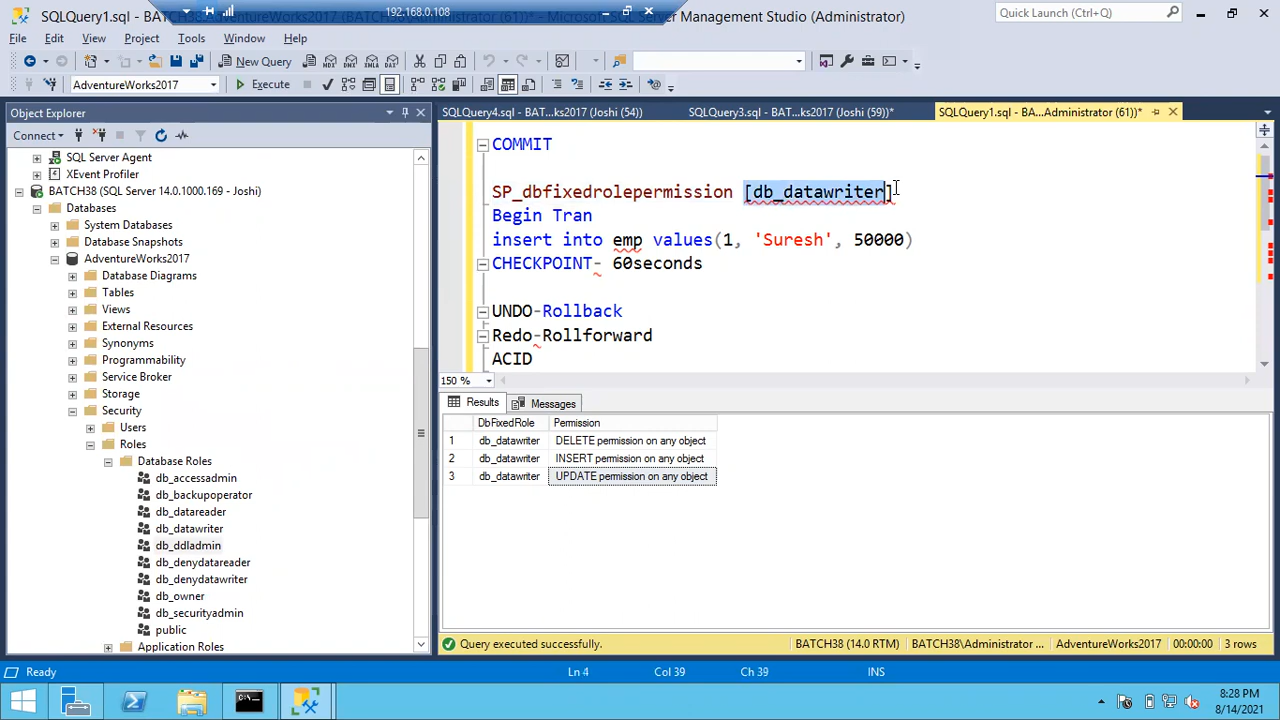 SQLQuery1.sql - BATCH38.AdventureWorks2017 (BATCH38\Administrator (61))* - Microsoft SQL Server Management Studio (Administrator)
192.168.0.108
Quick Launch (Ctrl+Q)
File Edit View Project Tools Window Help
New Query
AdventureWorks2017
Execute
Object Explorer
Connect
SQL Server Agent
XEvent Profiler
BATCH38 (SQL Server 14.0.1000.169 - Joshi)
Databases
System Databases
Database Snapshots
AdventureWorks2017
Database Diagrams
Tables
Views
External Resources
Synonyms
Programmability
Service Broker
Storage
Security
Users
Roles
Database Roles
db_accessadmin
db_backupoperator
db_datareader
db_datawriter
db_ddladmin
db_denydatareader
db_denydatawriter
db_owner
db_securityadmin
public
Application Roles
SQLQuery4.sql - BAT...ks2017 (Joshi (54))
SQLQuery3.sql - BAT...ks2017 (Joshi (59))*
SQLQuery1.sql - BA...Administrator (61))*
COMMIT
SP_dbfixedrolepermission [db_datawriter]
Begin Tran
insert into emp values(1, 'Suresh', 50000)
CHECKPOINT- 60seconds
UNDO-Rollback
Redo-Rollforward
ACID
150 %
Results Messages
DbFixedRole Permission
1 db_datawriter DELETE permission on any object
2 db_datawriter INSERT permission on any object
3 db_datawriter UPDATE permission on any object
Query executed successfully. BATCH38 (14.0 RTM) BATCH38\Administrator ... AdventureWorks2017 00:00:00 3 rows
Ready Ln 4 Col 39 Ch 39 INS
8:28 PM
8/14/2021